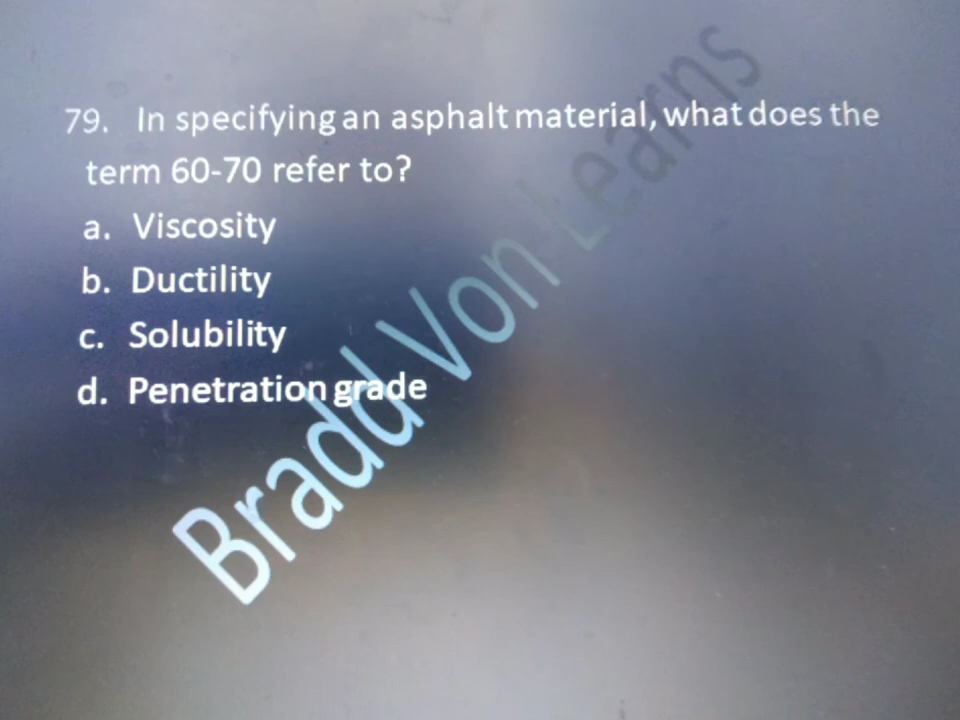 79. In specifying an asphalt material, what does the
term 60-70 refer to?
a. Viscosity
b. Ductility
c. Solubility
d. Penetration grade
Bradd Von Learns